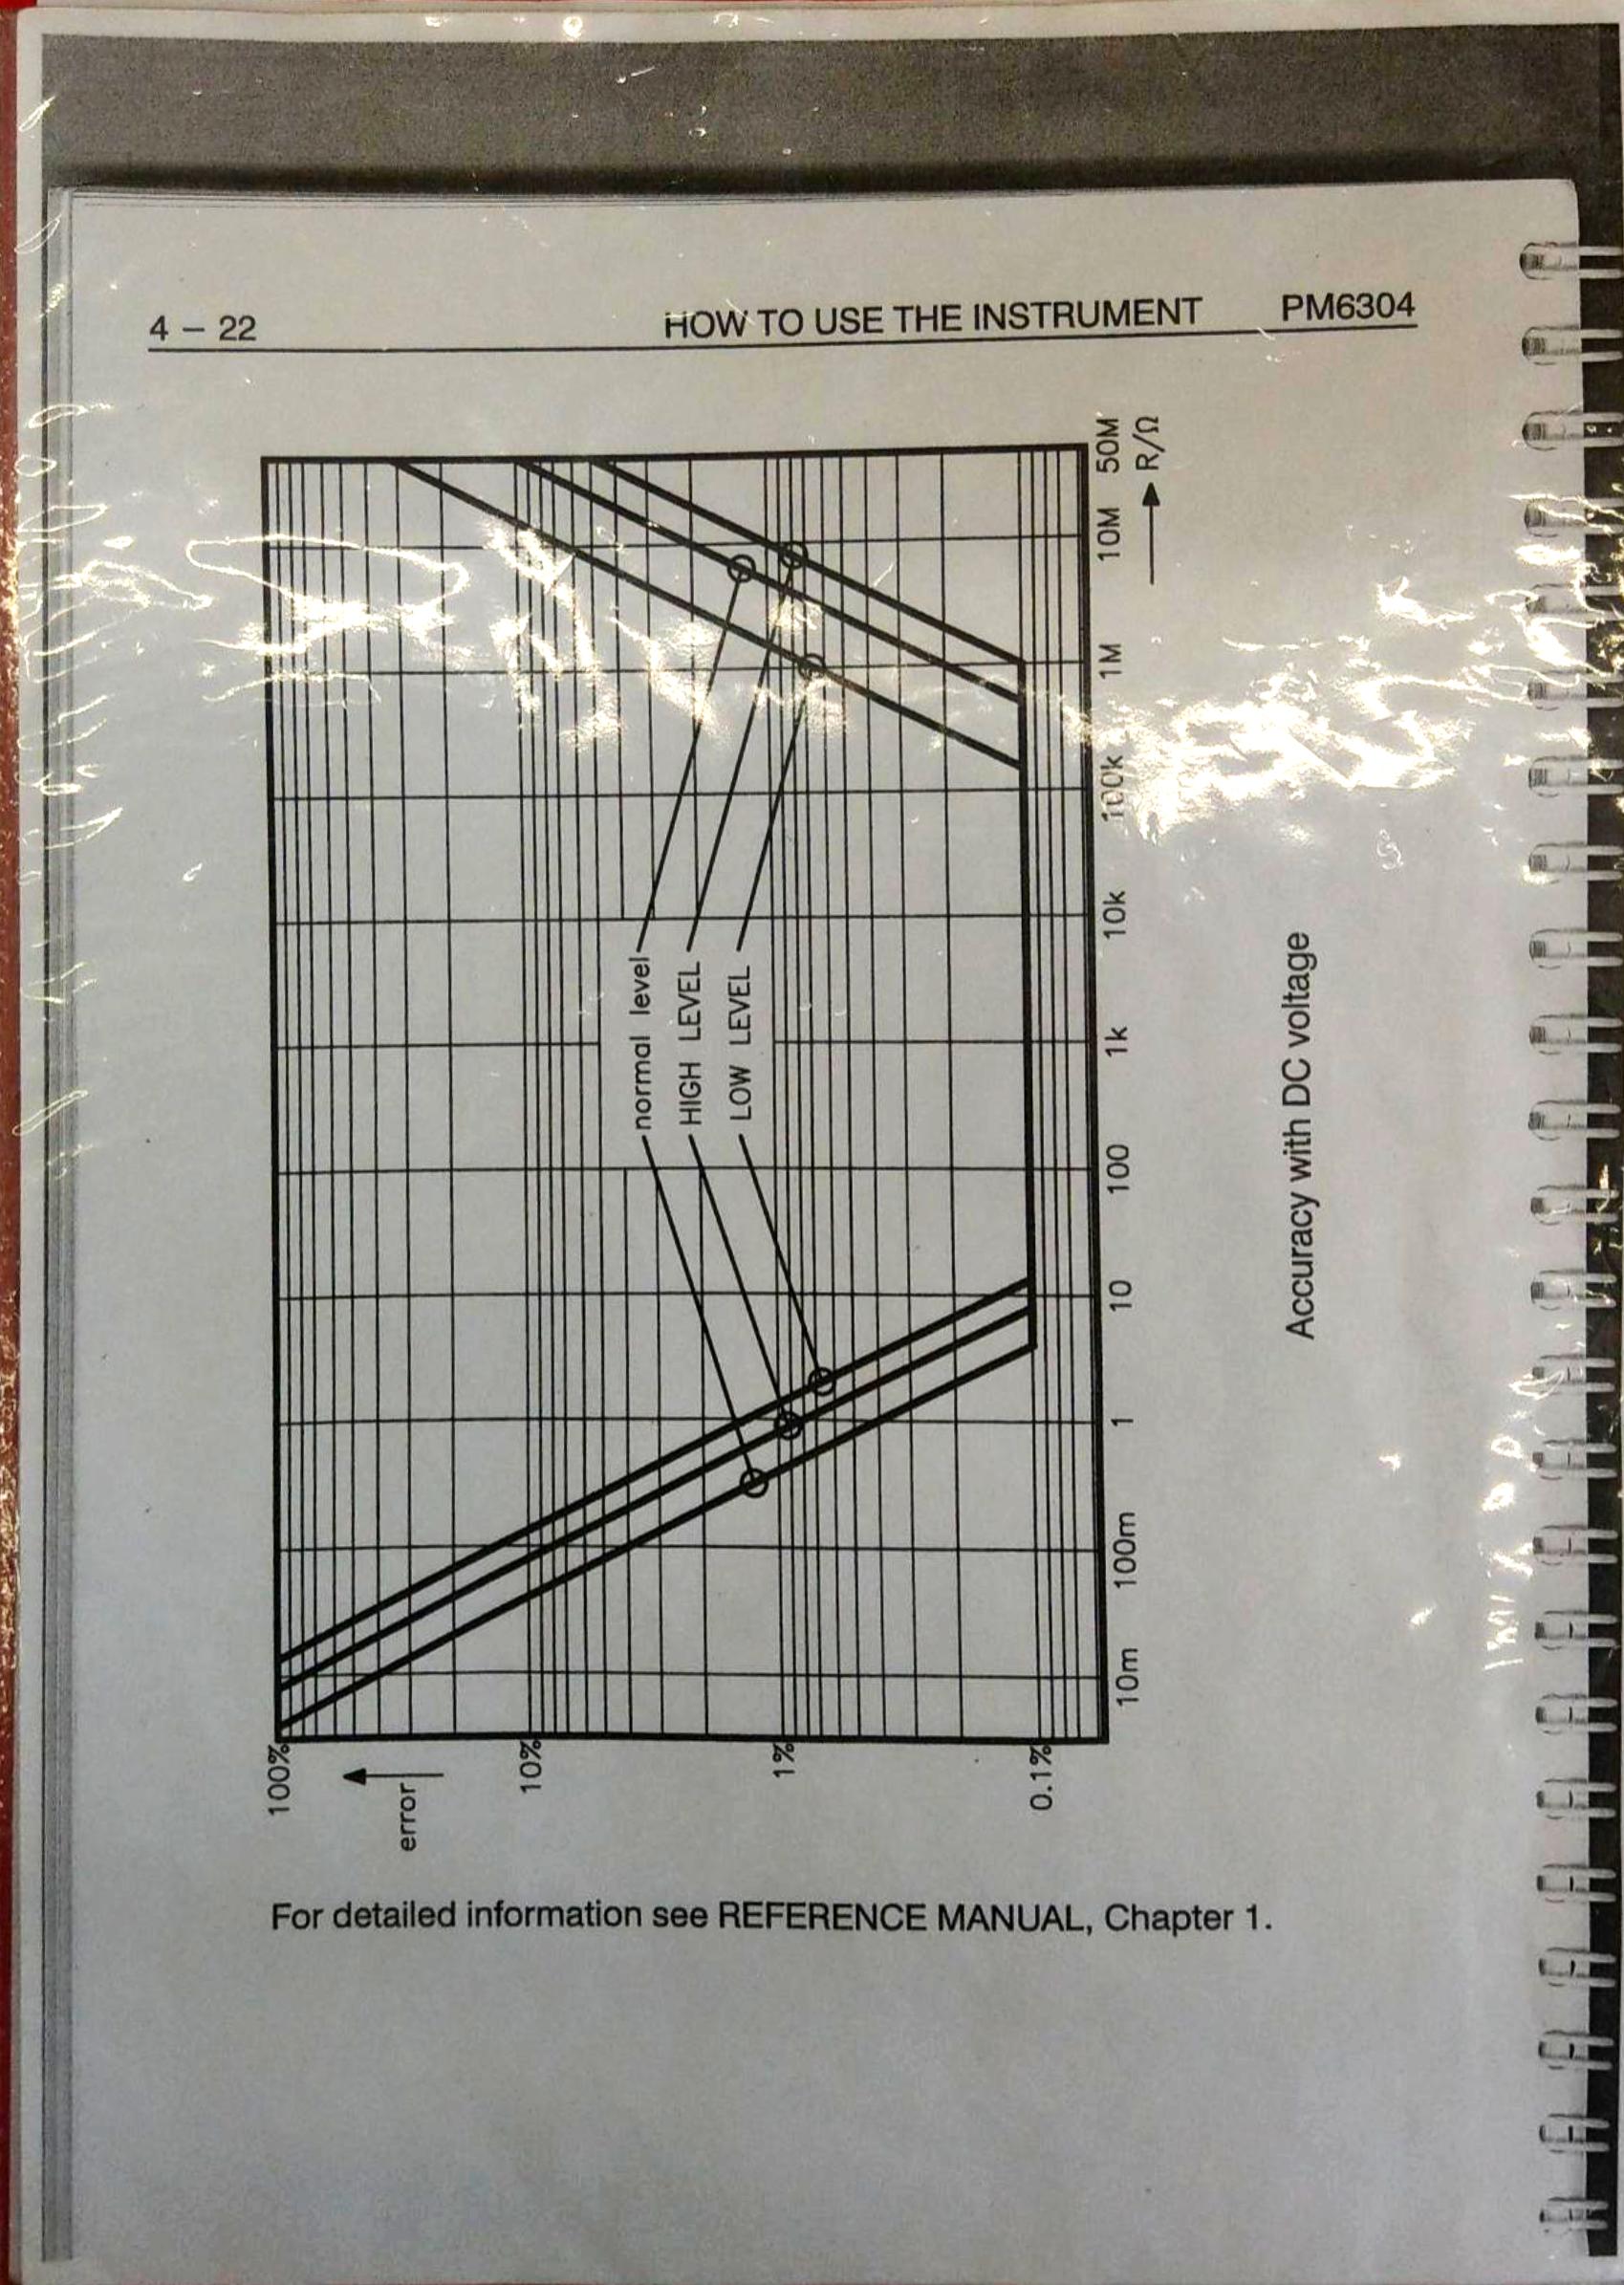 4 – 22
HOW TO USE THE INSTRUMENT
PM6304
100%
error
10%
normal level
HIGH LEVEL
LOW LEVEL
1%
0.1%
10m 100m 1 10 100 1k 10k 100k 1M 10M 50M
R/Ω
Accuracy with DC voltage
For detailed information see REFERENCE MANUAL, Chapter 1.